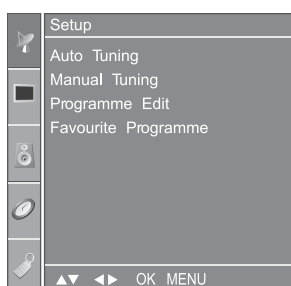 Setup
Auto Tuning
Manual Tuning
Programme Edit
Favourite Programme
▲▼ ◀▶ OK MENU